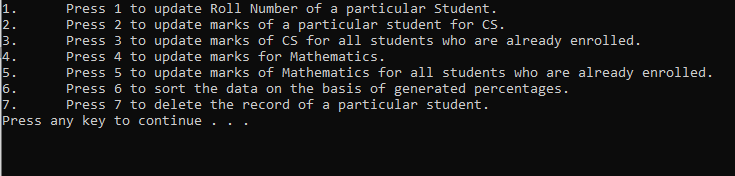 1. Press 1 to update Roll Number of a particular Student.
2. Press 2 to update marks of a particular student for CS.
3. Press 3 to update marks of CS for all students who are already enrolled.
4. Press 4 to update marks for Mathematics.
5. Press 5 to update marks of Mathematics for all students who are already enrolled.
6. Press 6 to sort the data on the basis of generated percentages.
7. Press 7 to delete the record of a particular student.
Press any key to continue . . .